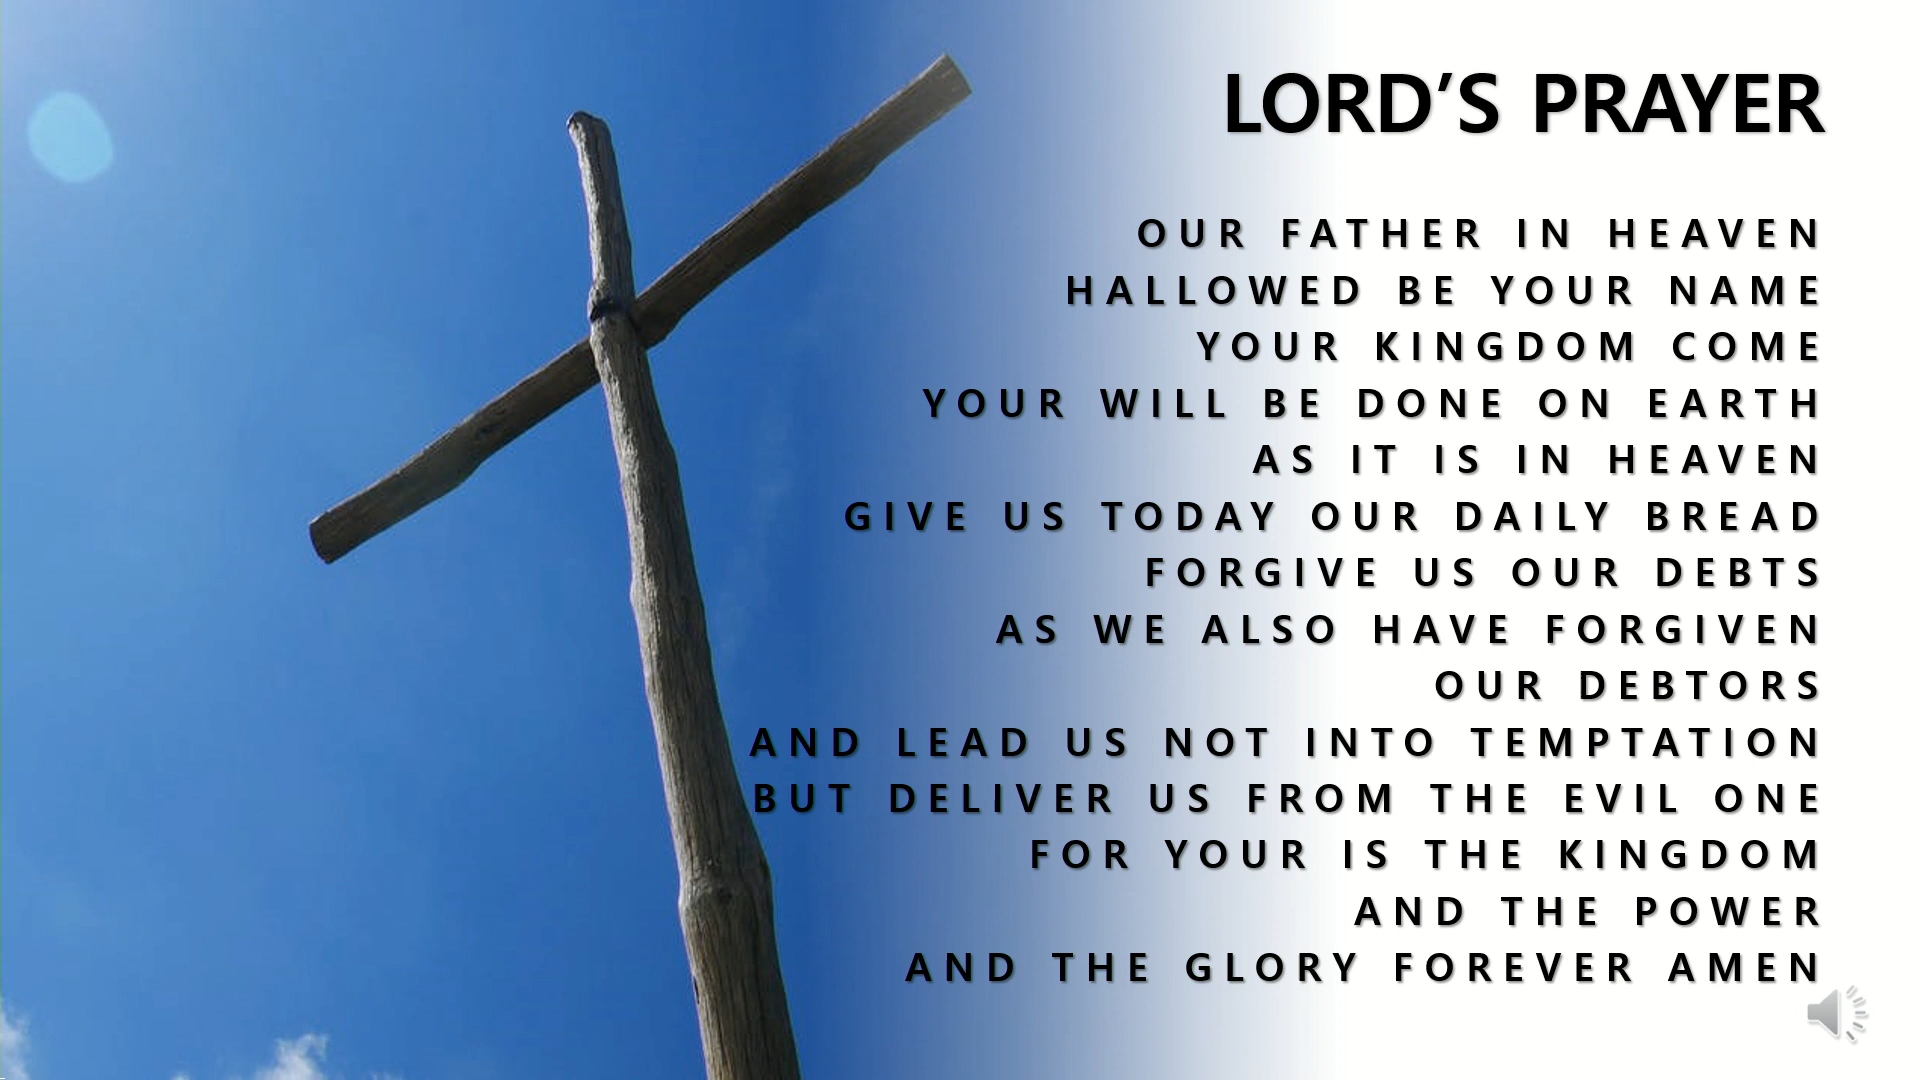 LORD’S PRAYER
OUR FATHER IN HEAVEN
HALLOWED BE YOUR NAME
YOUR KINGDOM COME
YOUR WILL BE DONE ON EARTH
AS IT IS IN HEAVEN
GIVE US TODAY OUR DAILY BREAD
FORGIVE US OUR DEBTS
AS WE ALSO HAVE FORGIVEN
OUR DEBTORS
AND LEAD US NOT INTO TEMPTATION
BUT DELIVER US FROM THE EVIL ONE
FOR YOUR IS THE KINGDOM
AND THE POWER
AND THE GLORY FOREVER AMEN